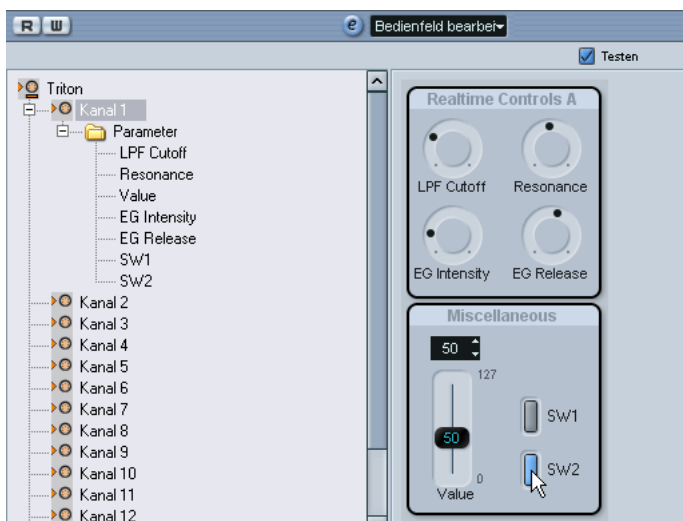 R W e Bedienfeld bearbei
Testen
Triton
Kanal 1
Parameter
LPF Cutoff
Resonance
Value
EG Intensity
EG Release
SW1
SW2
Kanal 2
Kanal 3
Kanal 4
Kanal 5
Kanal 6
Kanal 7
Kanal 8
Kanal 9
Kanal 10
Kanal 11
Kanal 12
Realtime Controls A
LPF Cutoff Resonance
EG Intensity EG Release
Miscellaneous
50
127
50
0
Value
SW1
SW2